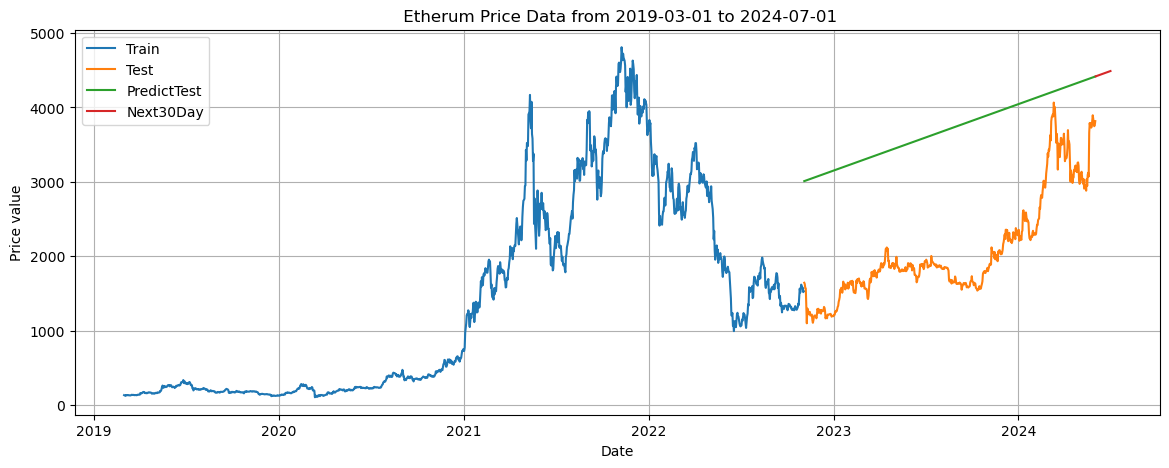 Etherum Price Data from 2019-03-01 to 2024-07-01
Train
Test
PredictTest
Next30Day
Price value
5000
4000
3000
2000
1000
0
2019
2020
2021
2022
2023
2024
Date